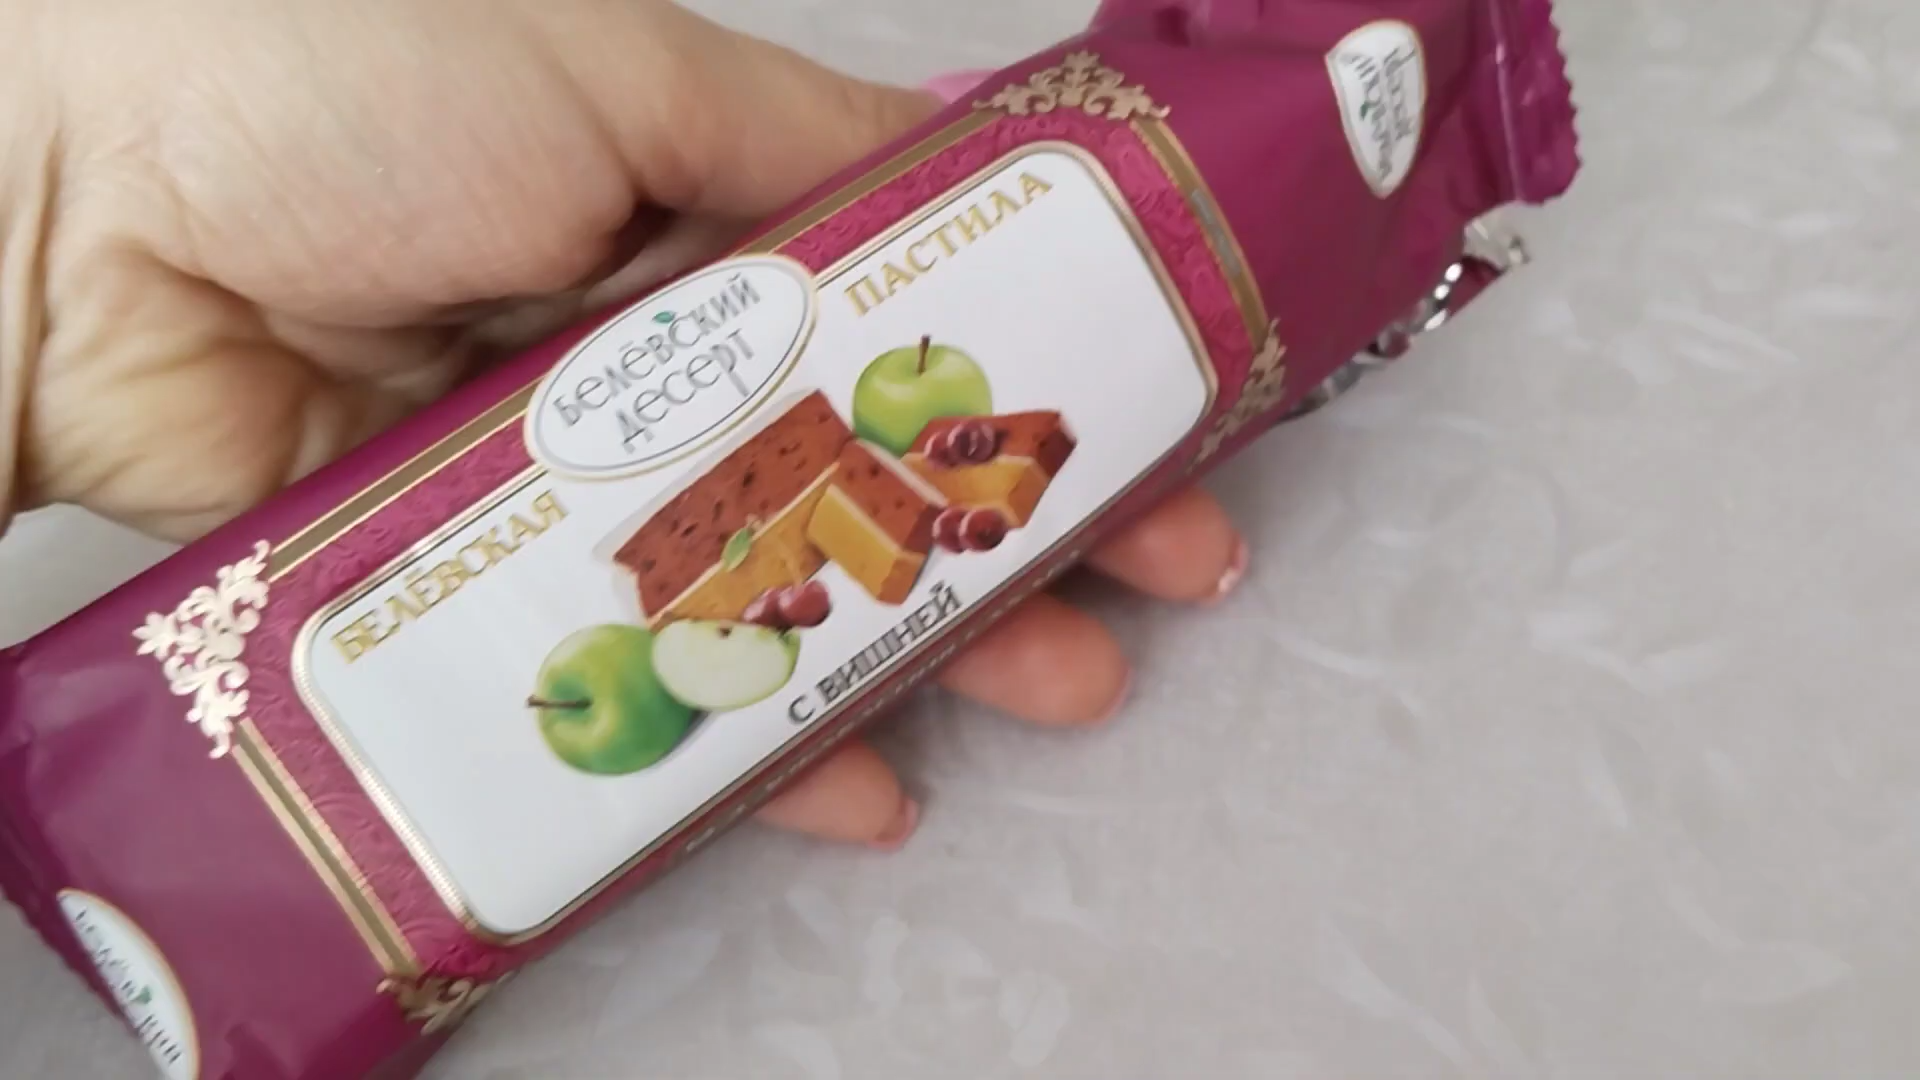 БЕЛЁВСКИЙ
ДЕСЕРТ
БЕЛЁВСКАЯ ПАСТИЛА
С ВИШНЕЙ